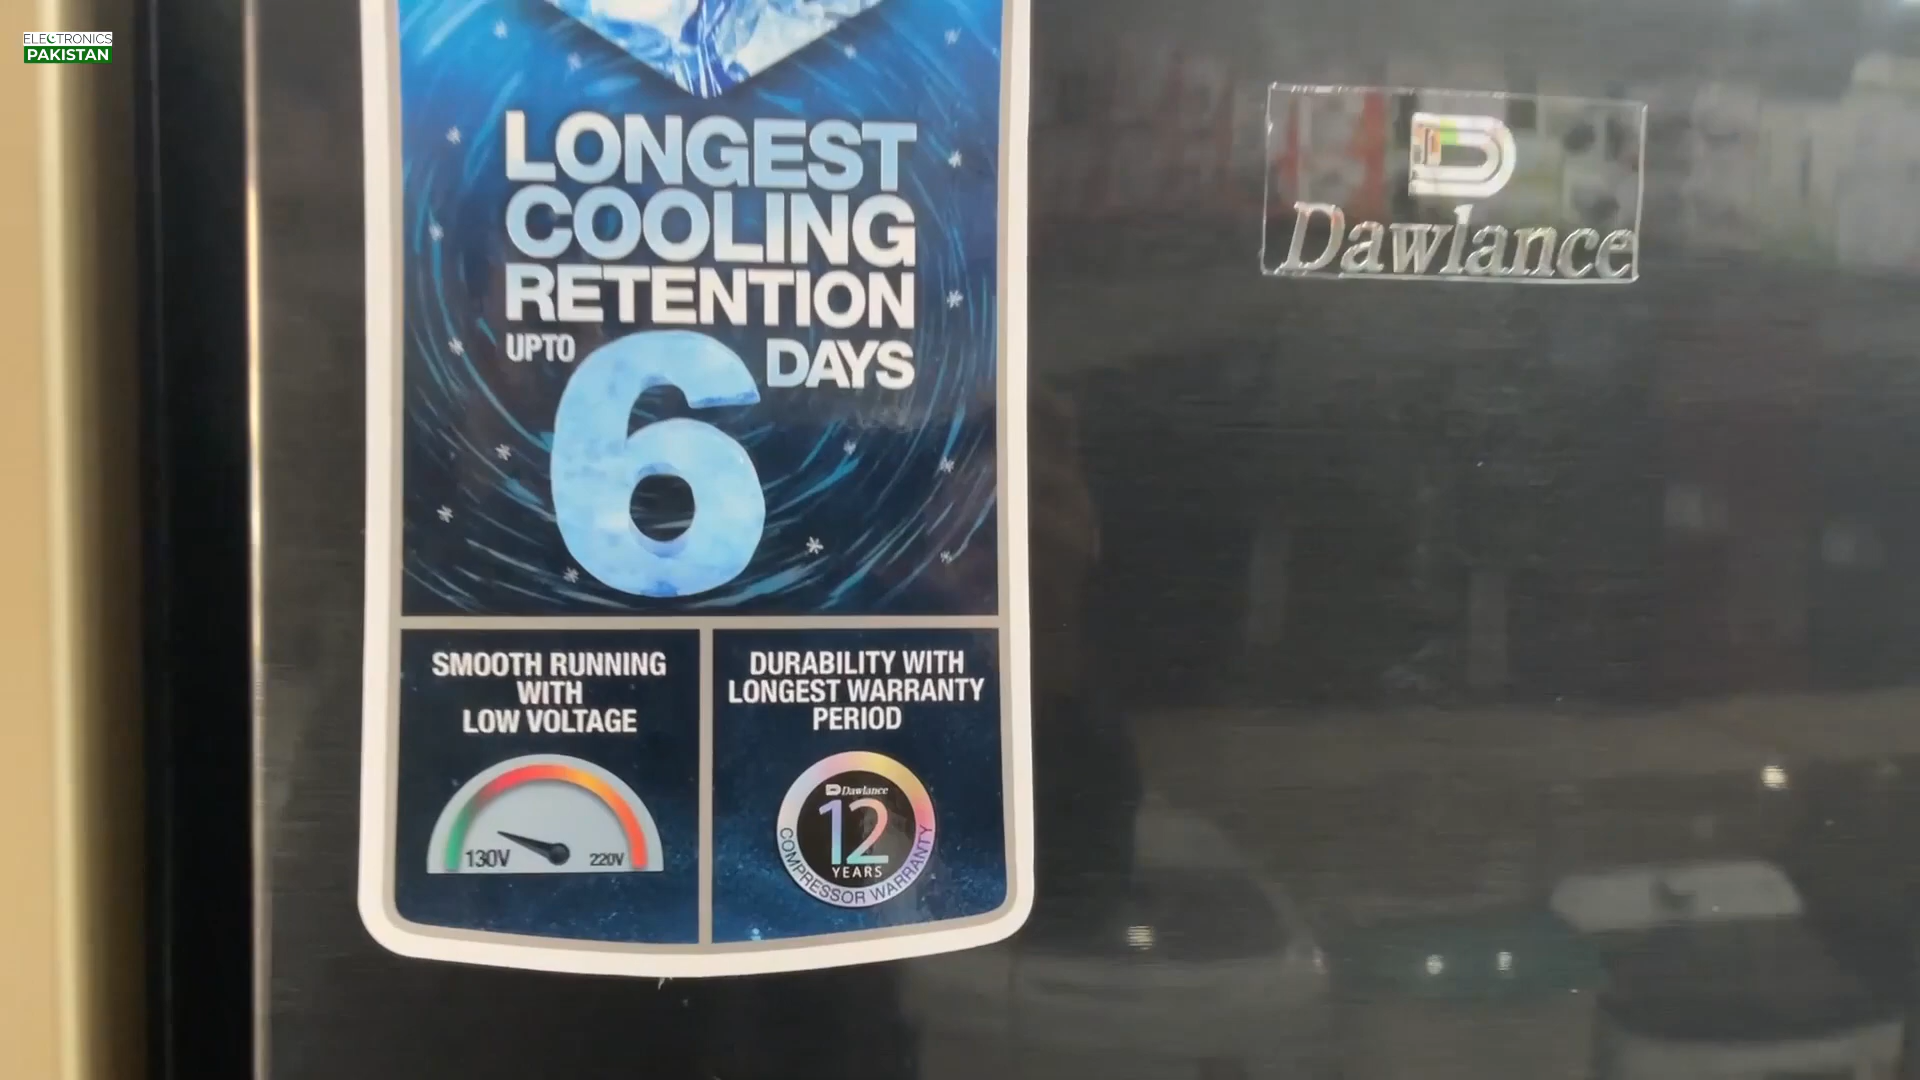 ELECTRONICS
PAKISTAN
LONGEST
COOLING
RETENTION
UPTO 6 DAYS
SMOOTH RUNNING
WITH
LOW VOLTAGE
130V 220V
DURABILITY WITH
LONGEST WARRANTY
PERIOD
Dawlance
12
YEARS
COMPRESSOR WARRANTY
Dawlance